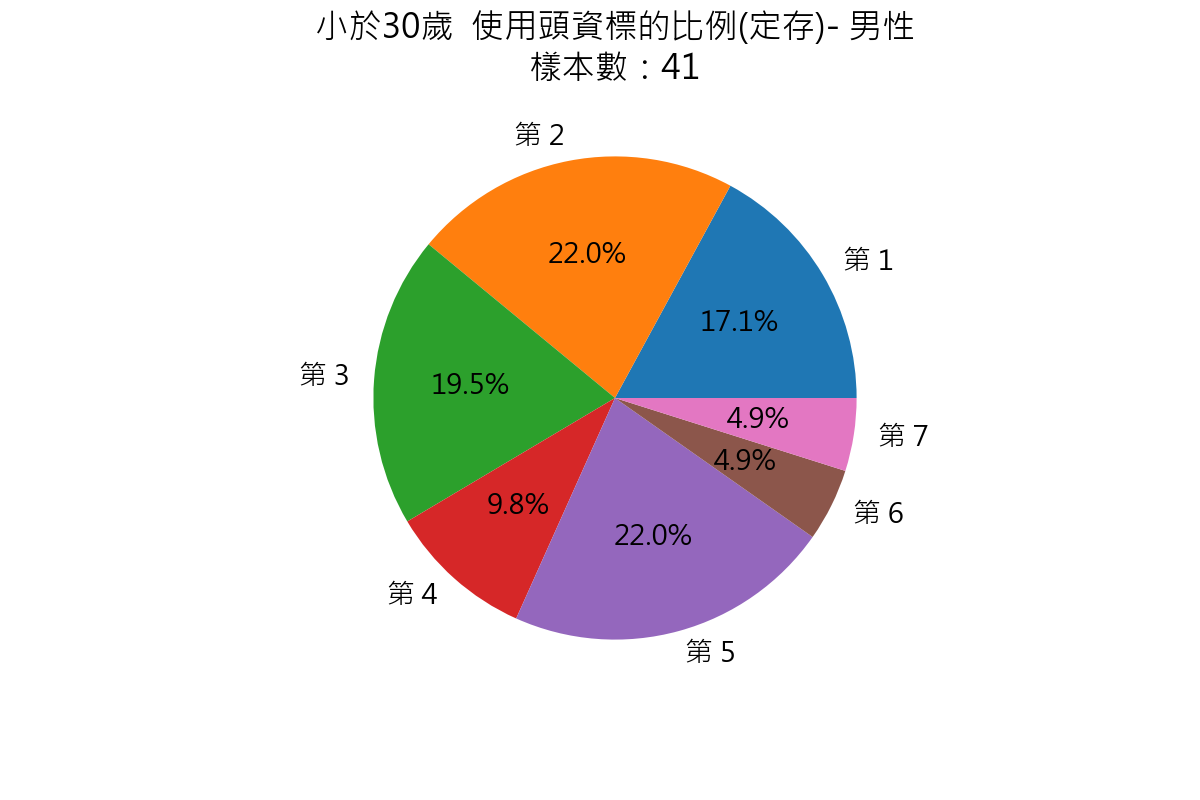 小於30歲  使用頭資標的比例(定存)- 男性
樣本數：41
第 2
第 1
22.0%
17.1%
第 3
19.5%
4.9%
第 7
4.9%
第 6
9.8%
22.0%
第 4
第 5